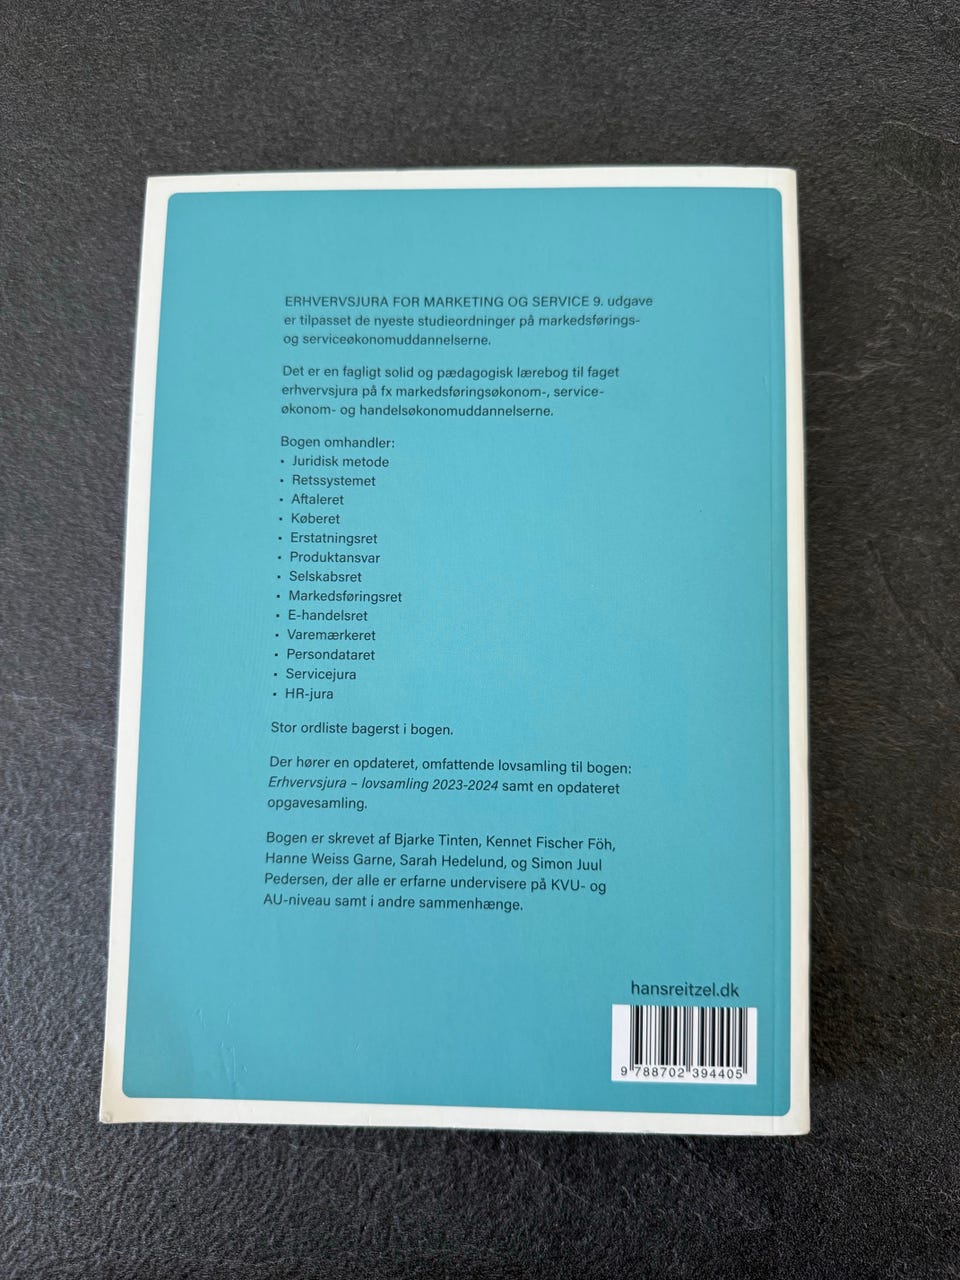 ERHVERVSJURA FOR MARKETING OG SERVICE 9. udgave
er tilpasset de nyeste studieordninger på markedsførings-
og serviceøkonomuddannelserne.
Det er en fagligt solid og pædagogisk lærebog til faget
erhvervsjura på fx markedsføringsøkonom-, service-
økonom- og handelsøkonomuddannelserne.
Bogen omhandler:
• Juridisk metode
• Retssystemet
• Aftaleret
• Køberet
• Erstatningsret
• Produktansvar
• Selskabsret
• Markedsføringsret
• E-handelsret
• Varemærkeret
• Persondataret
• Servicejura
• HR-jura
Stor ordliste bagerst i bogen.
Der hører en opdateret, omfattende lovsamling til bogen:
Erhvervsjura – lovsamling 2023-2024 samt en opdateret
opgavesamling.
Bogen er skrevet af Bjarke Tinten, Kennet Fischer Föh,
Hanne Weiss Garne, Sarah Hedelund, og Simon Juul
Pedersen, der alle er erfarne undervisere på KVU- og
AU-niveau samt i andre sammenhænge.
hansreitzel.dk
9 788702 394405